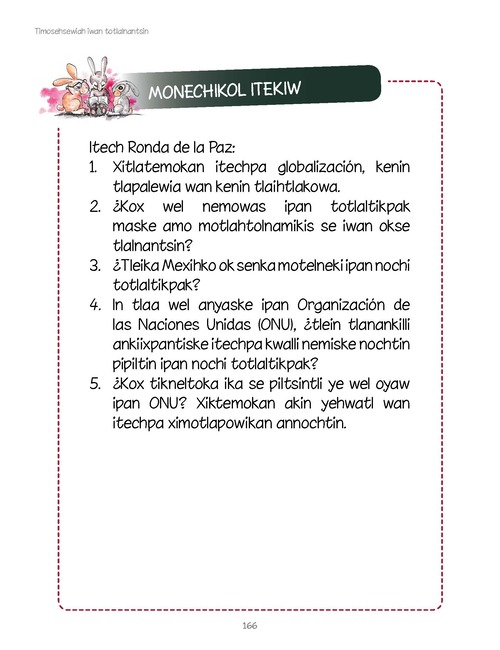 Timosehsewiah iwan totlalnantsin
MONECHIKOL ITEKIW
Itech Ronda de la Paz:
1. Xitlatemokan itechpa globalización, kenin
tlapalewia wan kenin tlaihtlakowa.
2. ¿Kox wel nemowas ipan totlaltikpak
maske amo motlahtolnamikis se iwan okse
tlalnantsin?
3. ¿Tleika Mexihko ok senka motelneki ipan nochi
totlaltikpak?
4. In tlaa wel anyaske ipan Organización de
las Naciones Unidas (ONU), ¿tlein tlanankilli
ankiixpantiske itechpa kwalli nemiske nochtin
pipiltin ipan nochi totlaltikpak?
5. ¿Kox tikneltoka ika se piltsintli ye wel oyaw
ipan ONU? Xiktemokan akin yehwatl wan
itechpa ximotlapowikan annochtin.
166